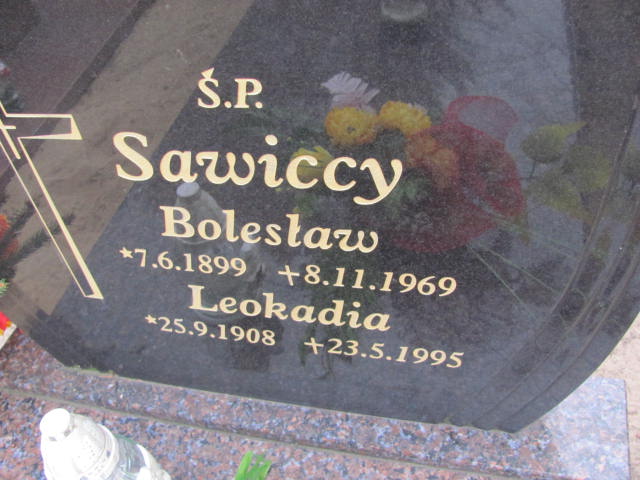 Ś.P.
Sawiccy
Bolesław
*7.6.1899 +8.11.1969
Leokadia
*25.9.1908 +23.5.1995